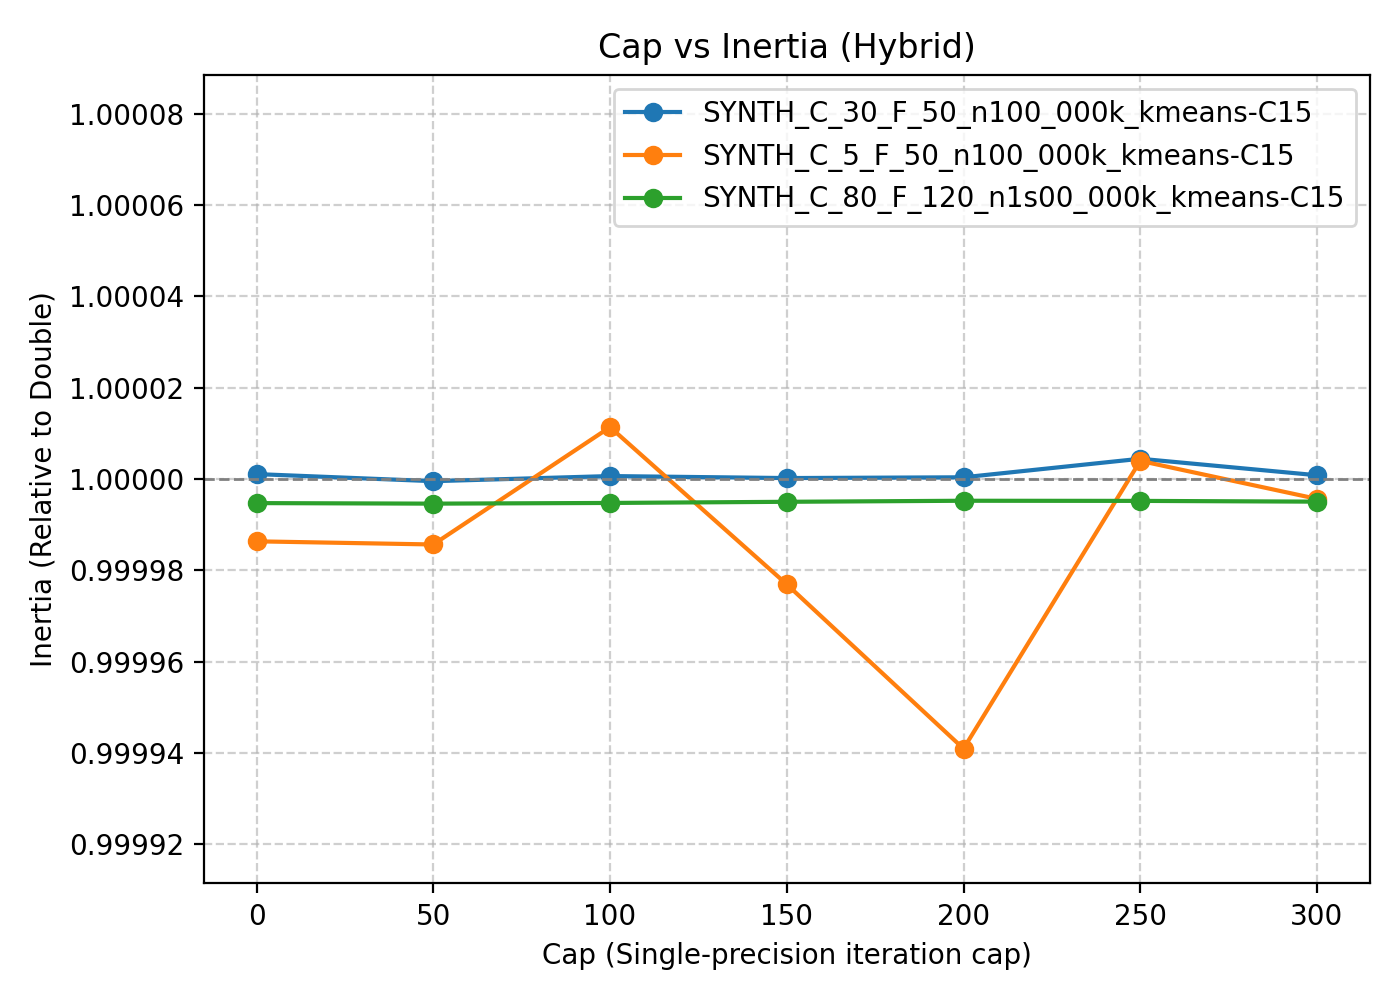 Cap vs Inertia (Hybrid)
1.00008
1.00006
1.00004
1.00002
1.00000
0.99998
0.99996
0.99994
0.99992
Inertia (Relative to Double)
SYNTH_C_30_F_50_n100_000k_kmeans-C15
SYNTH_C_5_F_50_n100_000k_kmeans-C15
SYNTH_C_80_F_120_n1s00_000k_kmeans-C15
0 50 100 150 200 250 300
Cap (Single-precision iteration cap)